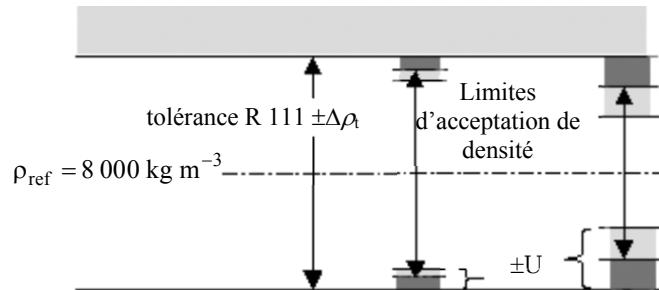 tolérance R 111 ±Δρt
Limites
d'acceptation de
densité
ρref = 8 000 kg m⁻³
±U